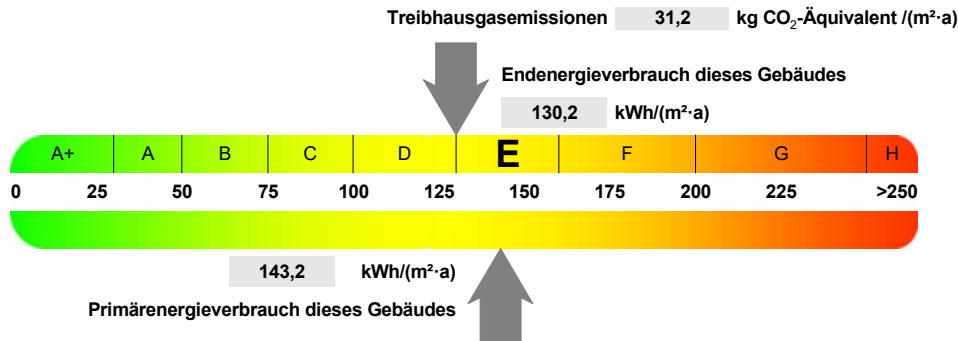 Treibhausgasemissionen 31,2 kg CO₂-Äquivalent /(m²·a)
Endenergieverbrauch dieses Gebäudes
130,2 kWh/(m²·a)
A+ A B C D E F G H
0 25 50 75 100 125 150 175 200 225 >250
143,2 kWh/(m²·a)
Primärenergieverbrauch dieses Gebäudes